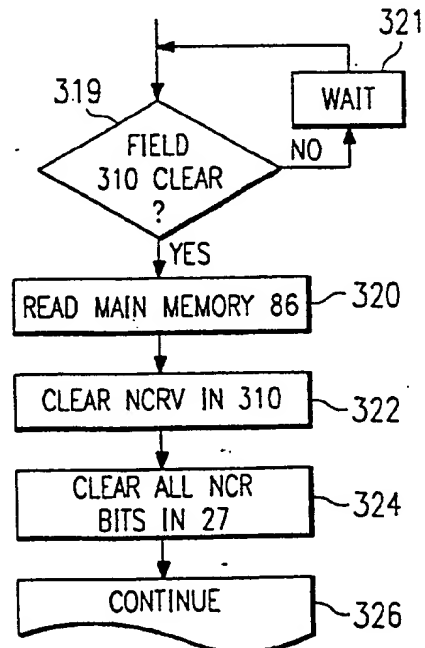 321
WAIT
319
FIELD
310 CLEAR
?
NO
YES
READ MAIN MEMORY 86
320
CLEAR NCRV IN 310
322
CLEAR ALL NCR
BITS IN 27
324
CONTINUE
326